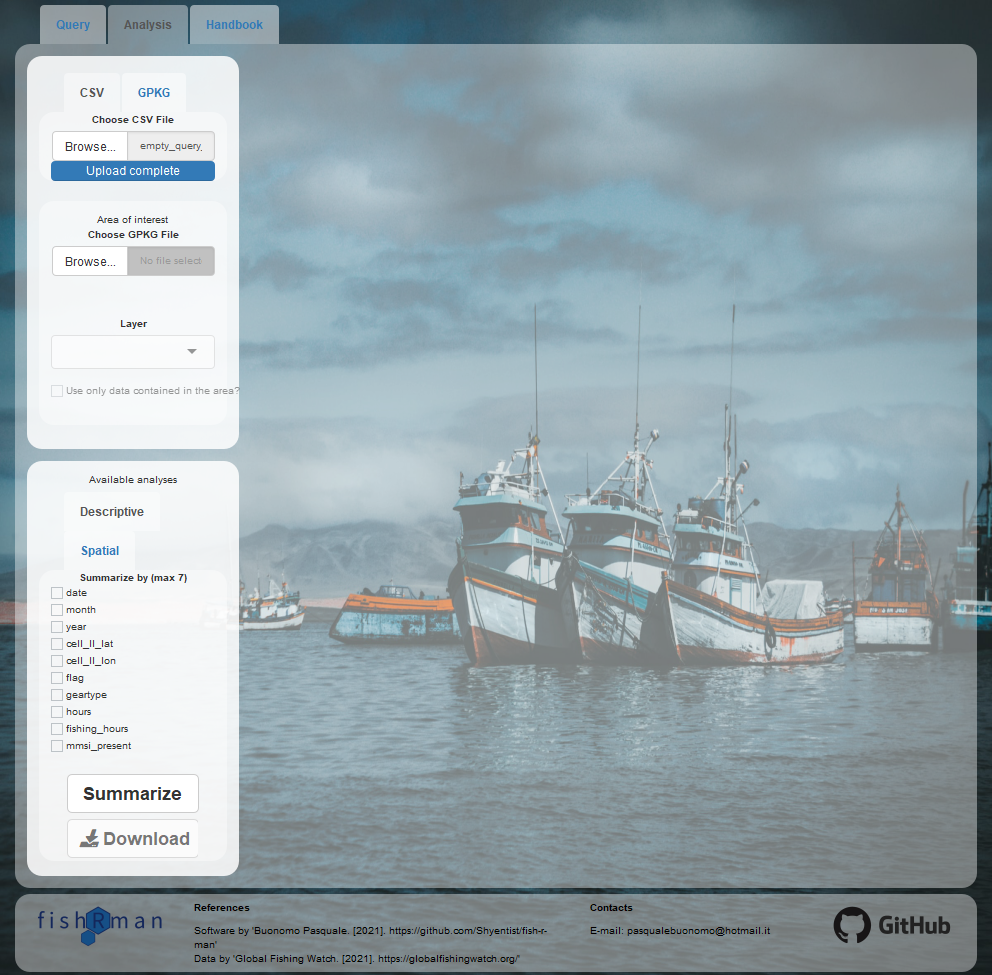 Query
Analysis
Handbook
CSV
GPKG
Choose CSV File
Browse...
empty_query.
Upload complete
Area of interest
Choose GPKG File
Browse...
No file select
Layer
Use only data contained in the area?
Available analyses
Descriptive
Spatial
Summarize by (max 7)
date
month
year
cell_ll_lat
cell_ll_lon
flag
geartype
hours
fishing_hours
mmsi_present
Summarize
Download
fishRman
References
Software by 'Buonomo Pasquale. [2021]. https://github.com/Shyentist/fish-r-
man'
Data by 'Global Fishing Watch. [2021]. https://globalfishingwatch.org/'
Contacts
E-mail: pasqualebuonomo@hotmail.it
GitHub